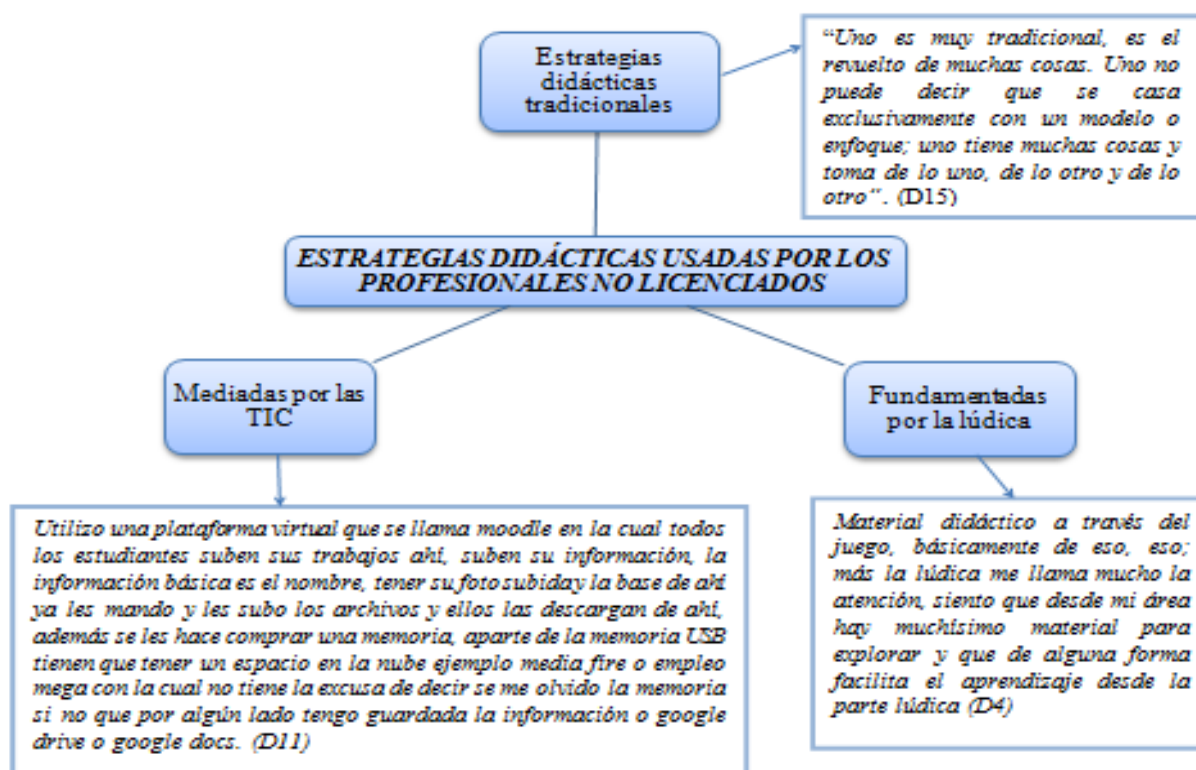 Estrategias
didácticas
tradicionales
“Uno es muy tradicional, es el
revuelto de muchas cosas. Uno no
puede decir que se casa
exclusivamente con un modelo o
enfoque; uno tiene muchas cosas y
toma de lo uno, de lo otro y de lo
otro”. (D15)
ESTRATEGIAS DIDÁCTICAS USADAS POR LOS
PROFESIONALES NO LICENCIADOS
Mediadas por las
TIC
Fundamentadas
por la lúdica
Utilizo una plataforma virtual que se llama moodle en la cual todos
los estudiantes suben sus trabajos ahí, suben su información, la
información básica es el nombre, tener su foto subida y la base de ahí
ya les mando y les subo los archivos y ellos las descargan de ahí,
además se les hace comprar una memoria, aparte de la memoria USB
tienen que tener un espacio en la nube ejemplo media fire o empleo
mega con la cual no tiene la excusa de decir se me olvido la memoria
si no que por algún lado tengo guardada la información o google
drive o google docs. (D11)
Material didáctico a través del
juego, básicamente de eso, eso;
más la lúdica me llama mucho la
atención, siento que desde mi área
hay muchísimo material para
explorar y que de alguna forma
facilita el aprendizaje desde la
parte lúdica (D4)